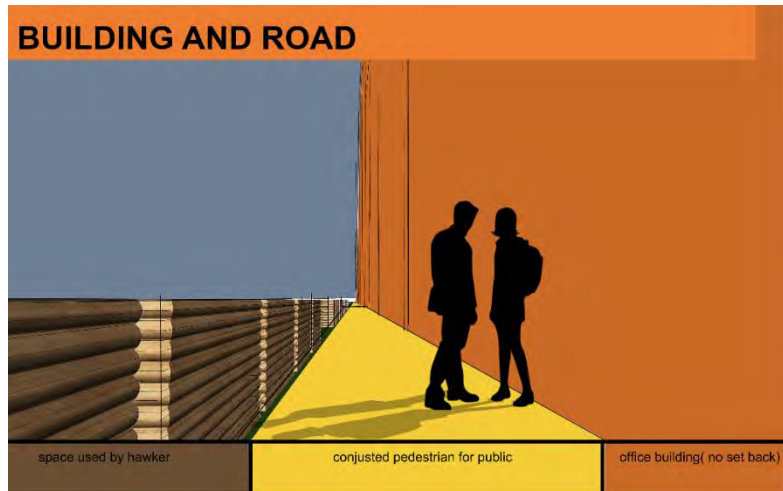 BUILDING AND ROAD
space used by hawker
conjusted pedestrian for public
office building( no set back)